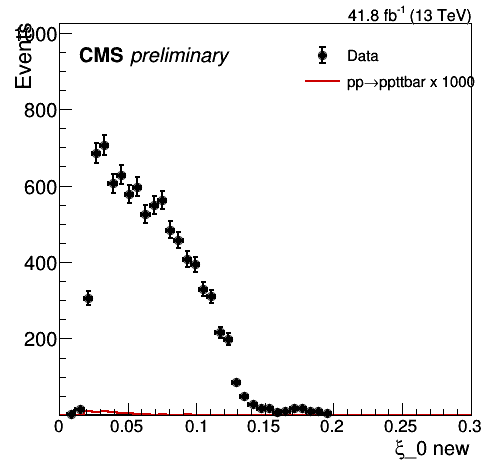 41.8 fb⁻¹ (13 TeV)
Events
CMS preliminary
Data
pp→ppttbar x 1000
1000
800
600
400
200
0 0.05 0.1 0.15 0.2 0.25 0.3
ξ_0 new